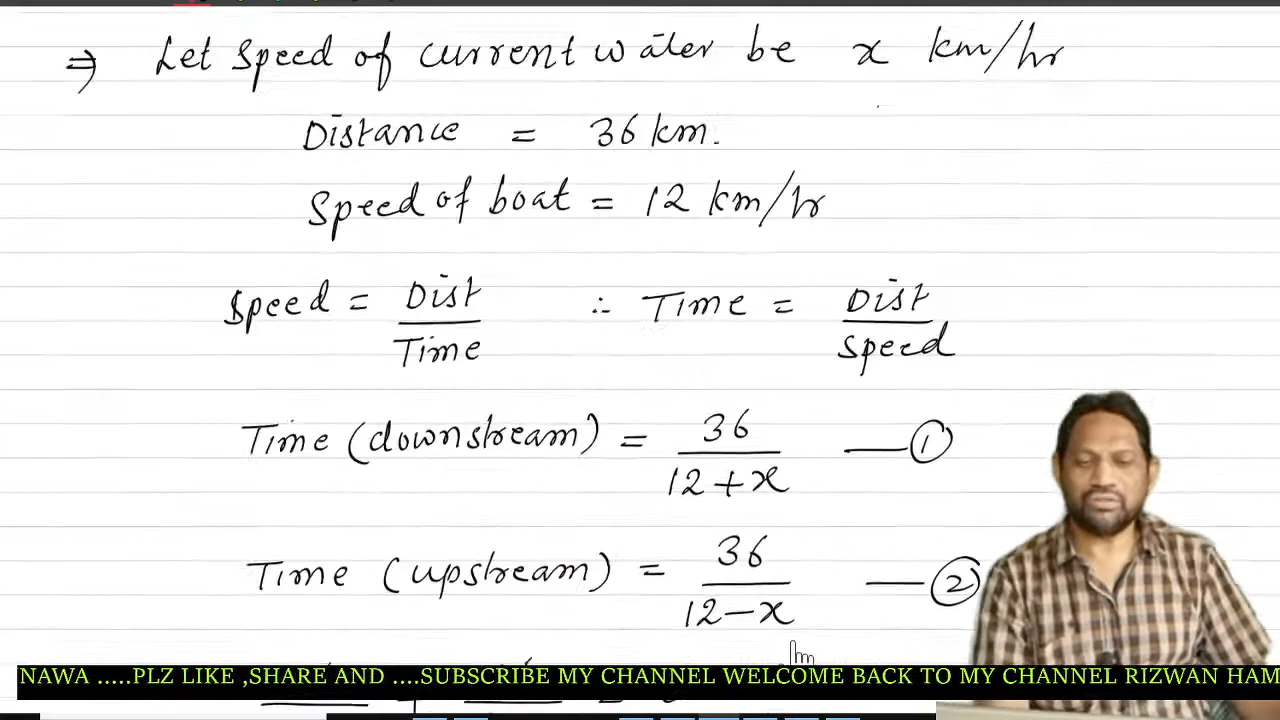 ⇒ Let Speed of current water be x km/hr
Distance = 36 km.
Speed of boat = 12 km/hr
Speed = Dist / Time ∴ Time = Dist / Speed
Time (downstream) = 36 / 12+x —①
Time (upstream) = 36 / 12-x —②
NAWA .....PLZ LIKE ,SHARE AND ....SUBSCRIBE MY CHANNEL WELCOME BACK TO MY CHANNEL RIZWAN HAM